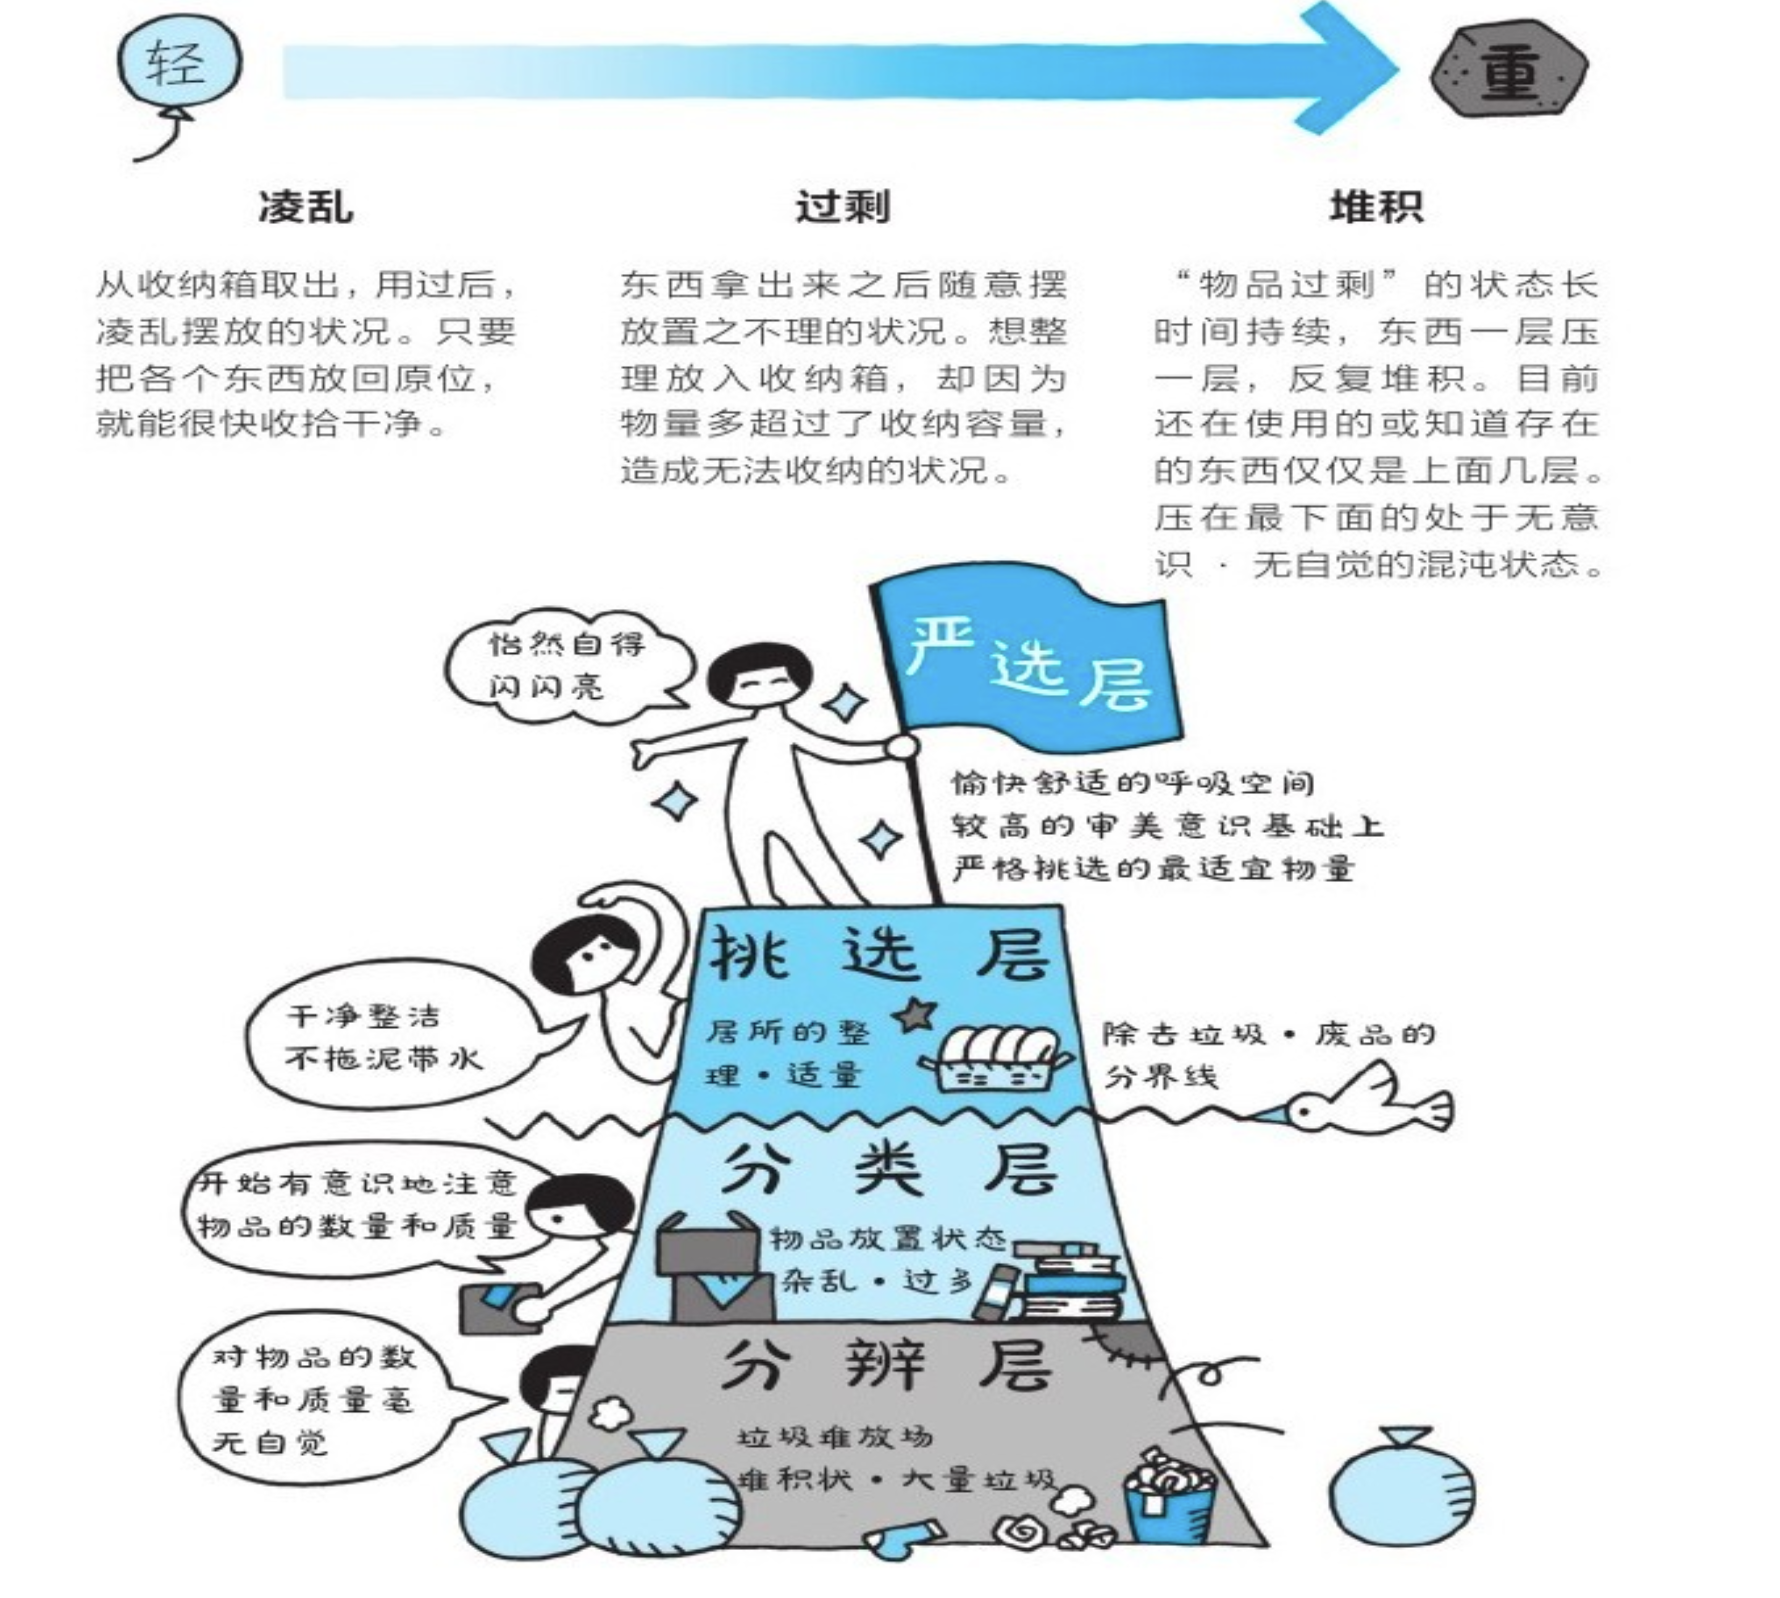 轻
重
凌乱
从收纳箱取出，用过后，
凌乱摆放的状况。只要
把各个东西放回原位，
就能很快收拾干净。
过剩
东西拿出来之后随意摆
放置之不理的状况。想整
理放入收纳箱，却因为
物量多超过了收纳容量，
造成无法收纳的状况。
堆积
“物品过剩”的状态长
时间持续，东西一层压
一层，反复堆积。目前
还在使用的或知道存在
的东西仅仅是上面几层。
压在最下面的处于无意
识·无自觉的混沌状态。
怡然自得
闪闪亮
严选层
愉快舒适的呼吸空间
较高的审美意识基础上
严格挑选的最适宜物量
挑选层
居所的整
理·适量
干净整洁
不拖泥带水
除去垃圾·废品的
分界线
分类层
物品放置状态
杂乱·过多
开始有意识地注意
物品的数量和质量
分辨层
垃圾堆放场
堆积状·大量垃圾
对物品的数
量和质量毫
无自觉